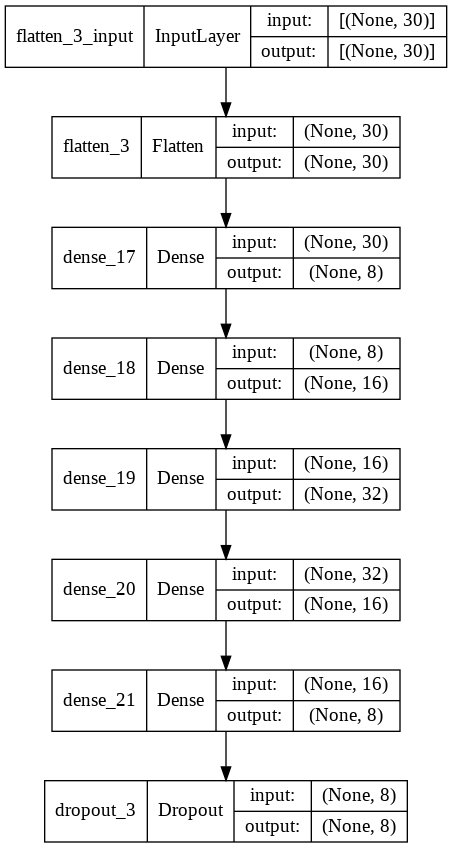 flatten_3_input InputLayer input: [(None, 30)]
output: [(None, 30)]
flatten_3 Flatten input: (None, 30)
output: (None, 30)
dense_17 Dense input: (None, 30)
output: (None, 8)
dense_18 Dense input: (None, 8)
output: (None, 16)
dense_19 Dense input: (None, 16)
output: (None, 32)
dense_20 Dense input: (None, 32)
output: (None, 16)
dense_21 Dense input: (None, 16)
output: (None, 8)
dropout_3 Dropout input: (None, 8)
output: (None, 8)